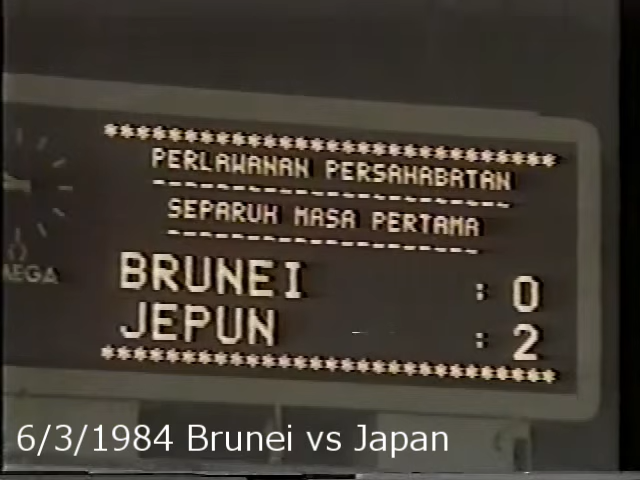 ***************************************
PERLAWANAN PERSAHABATAN
-----------------------
SEPARUH MASA PERTAMA
--------------------
BRUNEI : 0
JEPUN : 2
***************************************
6/3/1984 Brunei vs Japan